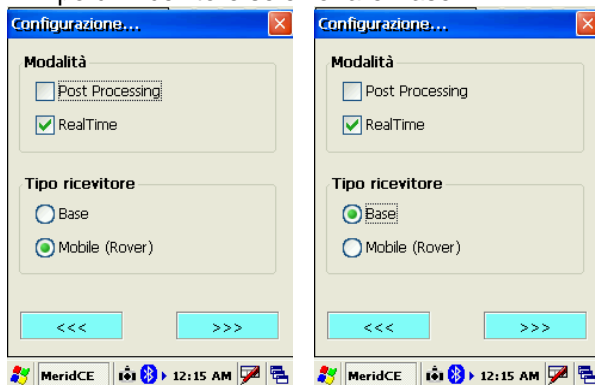 Configurazione...
Modalità
Post Processing
RealTime
Tipo ricevitore
Base
Mobile (Rover)
<<<
>>>
MeridCE
12:15 AM
Configurazione...
Modalità
Post Processing
RealTime
Tipo ricevitore
Base
Mobile (Rover)
<<<
>>>
MeridCE
12:15 AM